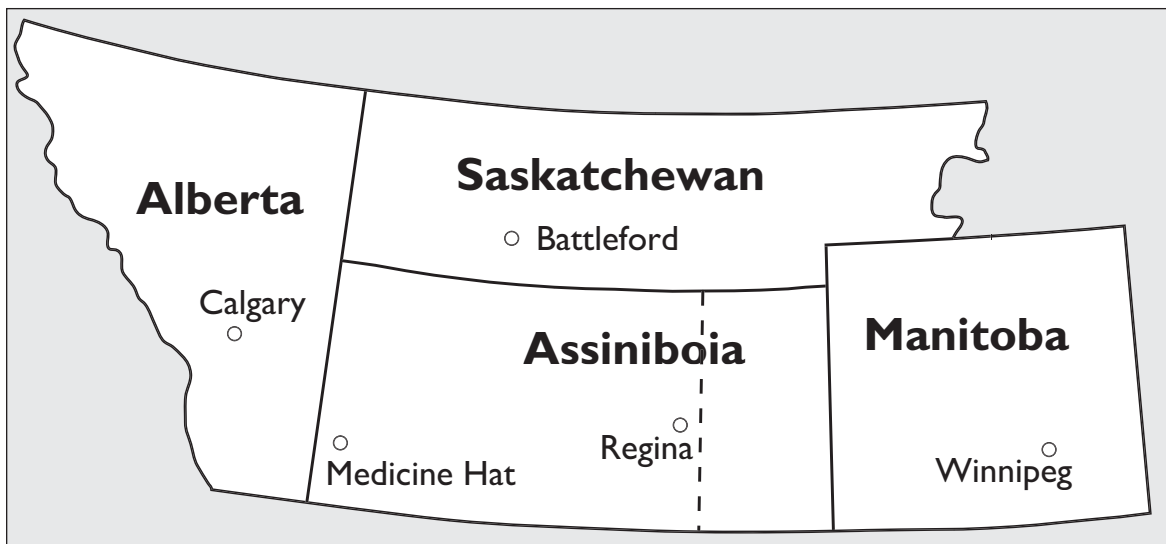 Saskatchewan
Alberta
Battleford
Calgary
Assiniboia
Manitoba
Regina
Medicine Hat
Winnipeg